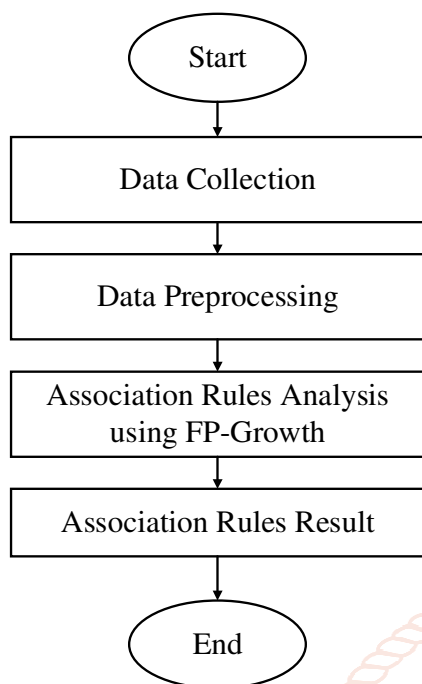 Start
Data Collection
Data Preprocessing
Association Rules Analysis
using FP-Growth
Association Rules Result
End